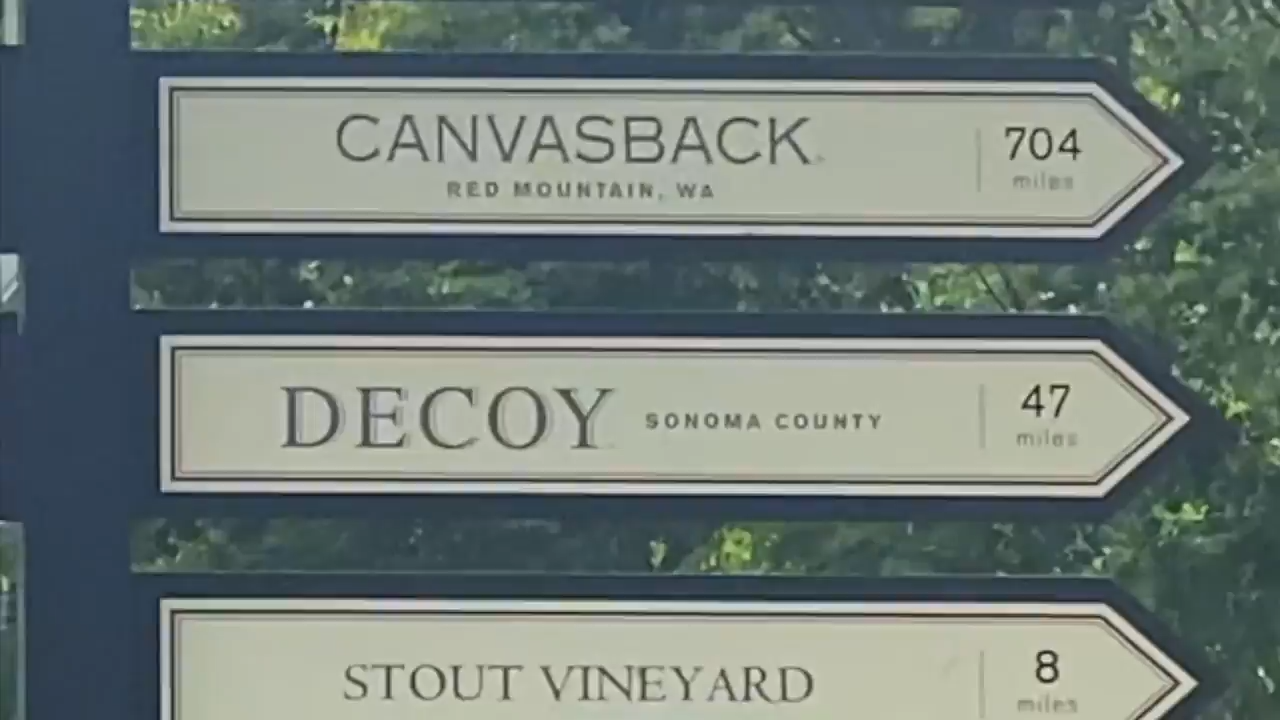 CANVASBACK
RED MOUNTAIN, WA
704
miles
DECOY SONOMA COUNTY
47
miles
STOUT VINEYARD
8
miles